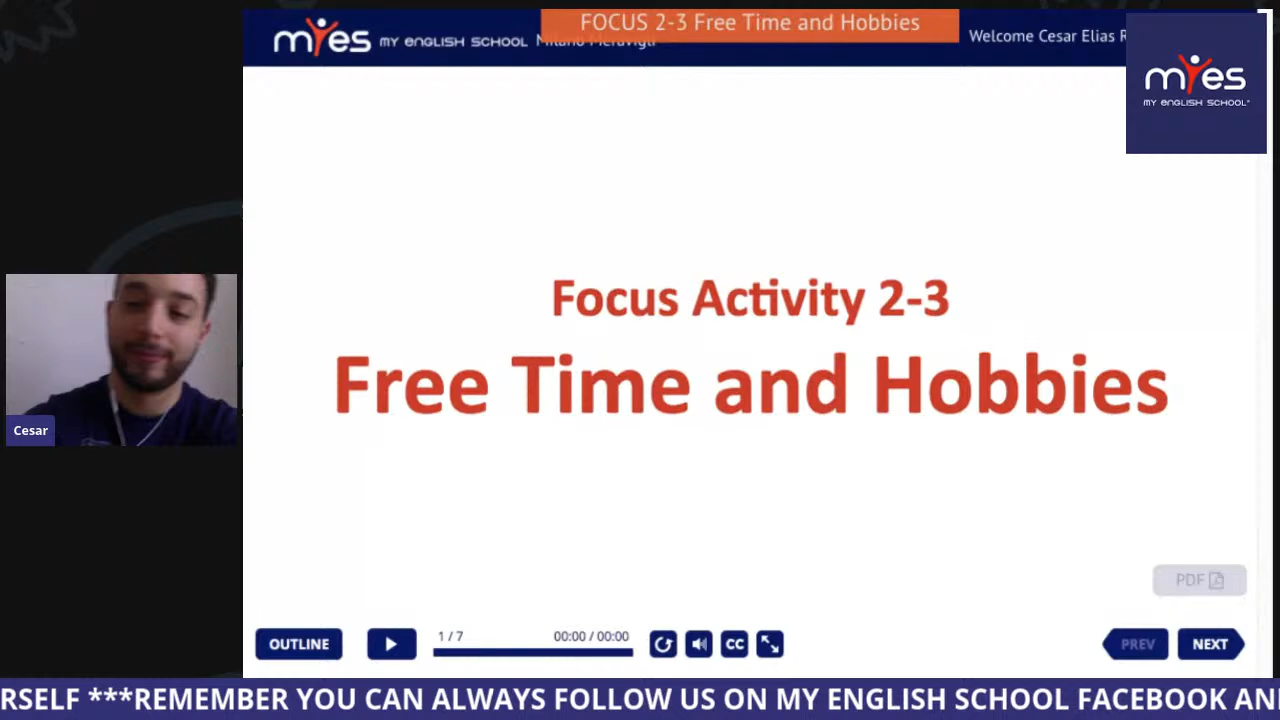 FOCUS 2-3 Free Time and Hobbies
myes MY ENGLISH SCHOOL Milano Meravigli
Welcome Cesar Elias R
myes
MY ENGLISH SCHOOL
Focus Activity 2-3
Free Time and Hobbies
Cesar
PDF
OUTLINE
1 / 7
00:00 / 00:00
CC
PREV
NEXT
RSELF ***REMEMBER YOU CAN ALWAYS FOLLOW US ON MY ENGLISH SCHOOL FACEBOOK AN